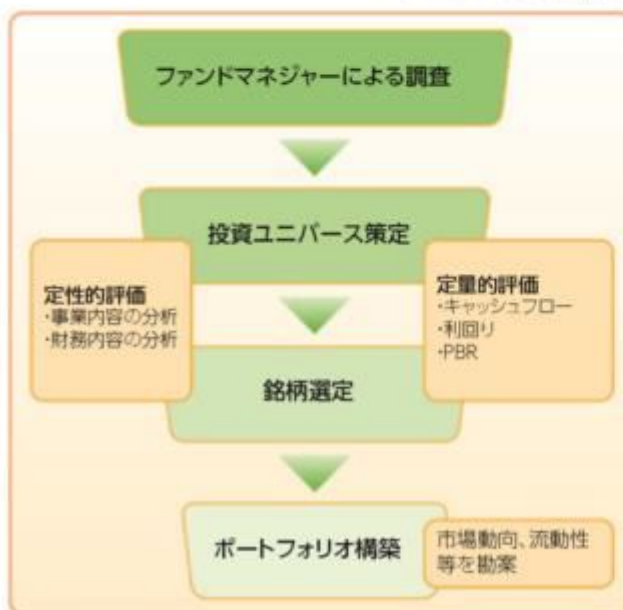 ファンドマネジャーによる調査
投資ユニバース策定
定性的評価
・事業内容の分析
・財務内容の分析
定量的評価
・キャッシュフロー
・利回り
・PBR
銘柄選定
ポートフォリオ構築
市場動向、流動性
等を勘案